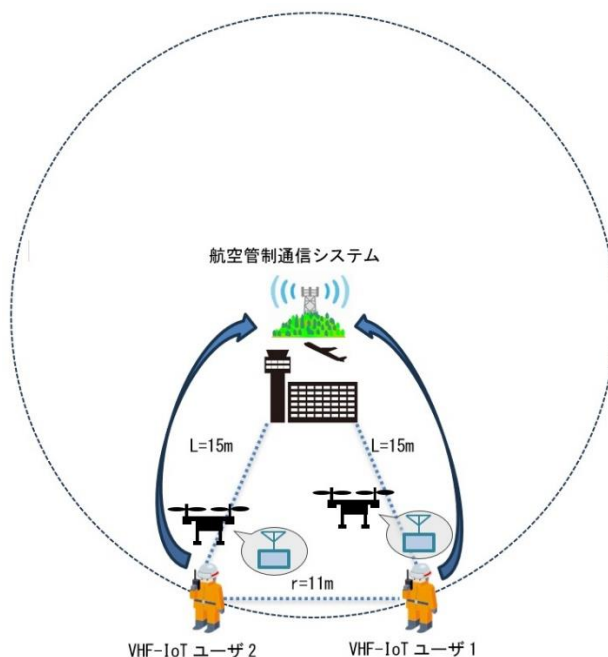 航空管制通信システム
L=15m
L=15m
r=11m
VHF-IoT ユーザ2
VHF-IoT ユーザ1